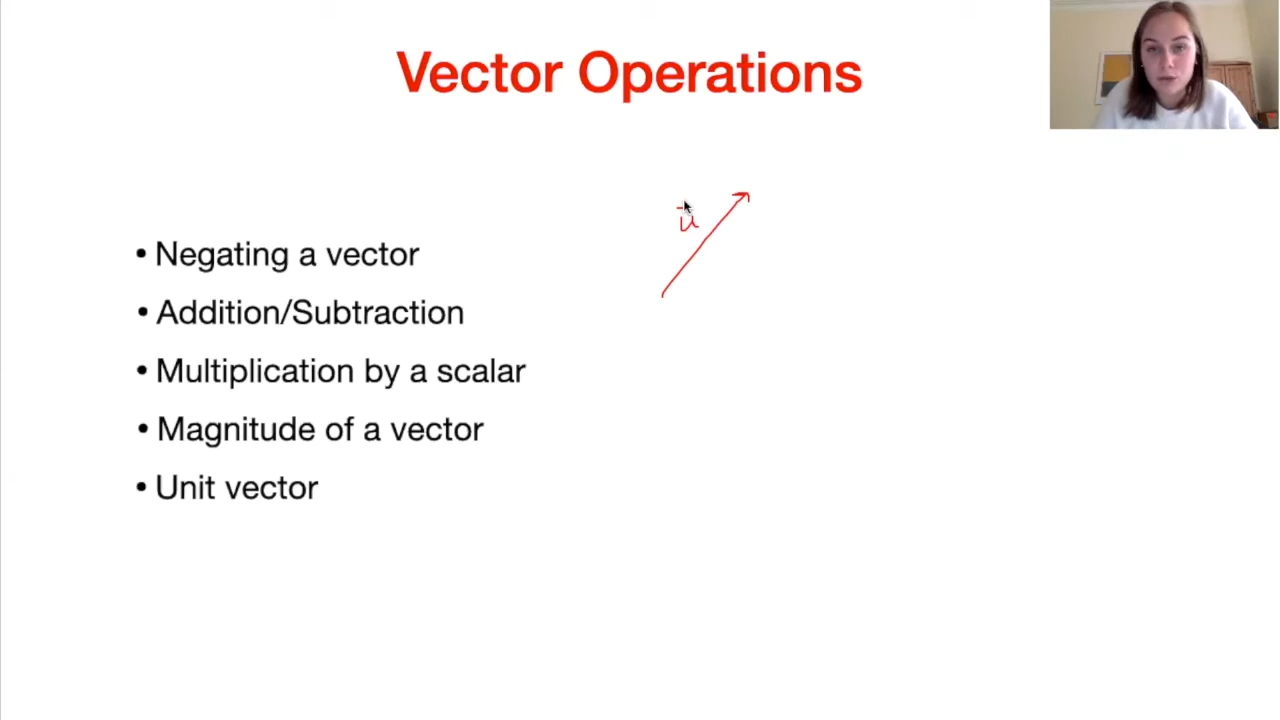 Vector Operations
u
• Negating a vector
• Addition/Subtraction
• Multiplication by a scalar
• Magnitude of a vector
• Unit vector